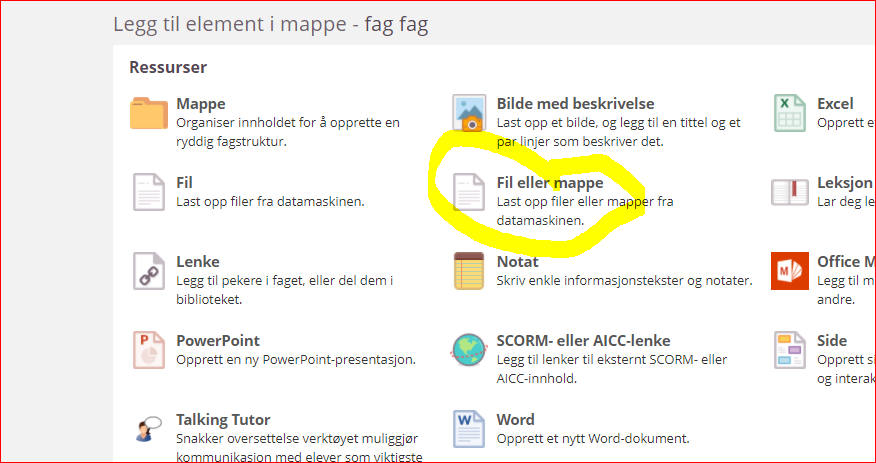 Legg til element i mappe - fag fag
Ressurser
Mappe
Organiser innholdet for å opprette en
ryddig fagstruktur.
Bilde med beskrivelse
Last opp et bilde, og legg til en tittel og et
par linjer som beskriver det.
Excel
Opprett e
Fil
Last opp filer fra datamaskinen.
Fil eller mappe
Last opp filer eller mapper fra
datamaskinen.
Leksjon
Lar deg le
Lenke
Legg til pekere i faget, eller del dem i
biblioteket.
Notat
Skriv enkle informasjonstekster og notater.
Office M
Legg til m
andre.
PowerPoint
Opprett en ny PowerPoint-presentasjon.
SCORM- eller AICC-lenke
Legg til lenker til eksternt SCORM- eller
AICC-innhold.
Side
Opprett si
og interak
Talking Tutor
Snakker oversettelse verktøyet muliggjør
kommunikasjon med elever som viktigste
Word
Opprett et nytt Word-dokument.